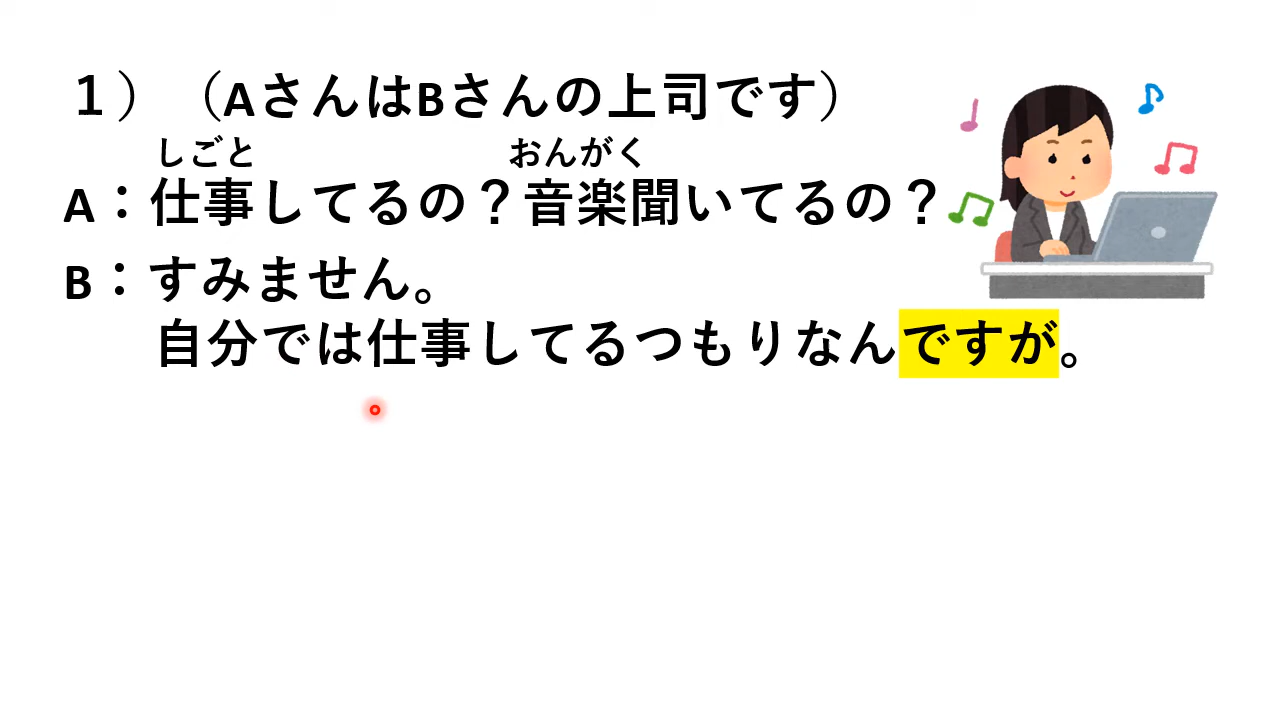 １）（AさんはBさんの上司です）
しごと おんがく
A：仕事してるの？音楽聞いてるの？
B：すみません。
自分では仕事してるつもりなんですが。